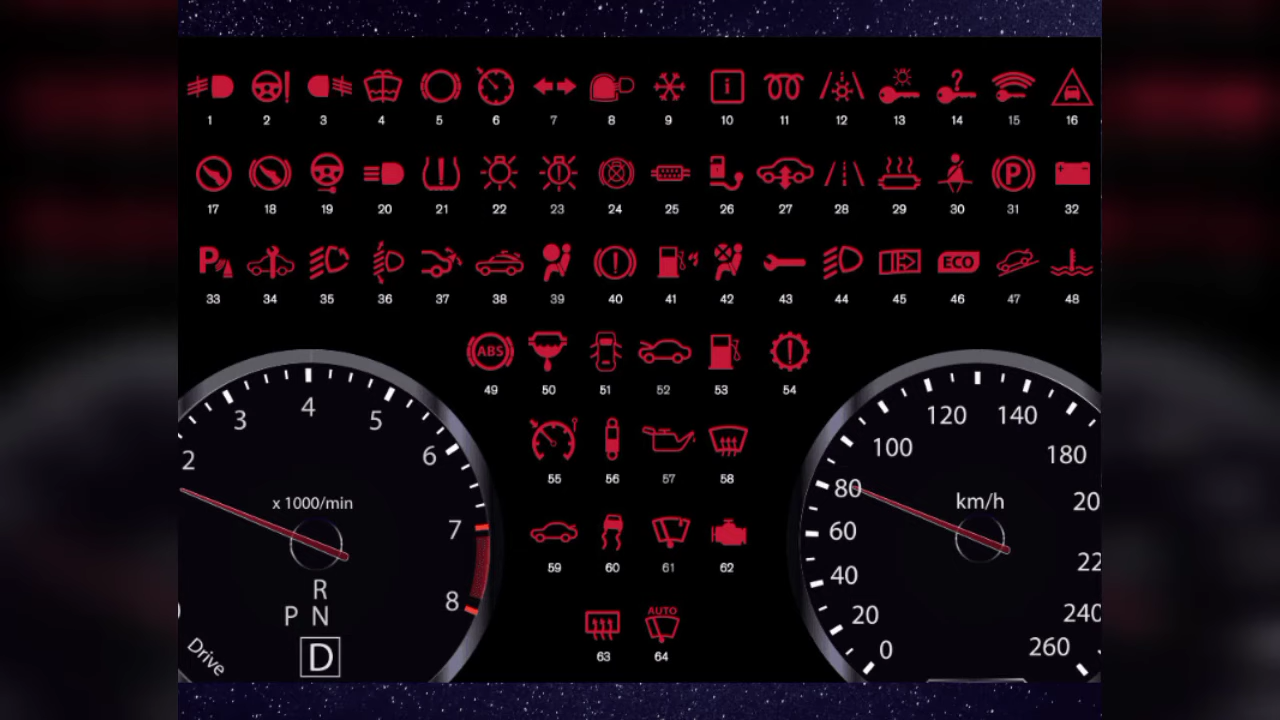 i
?
1 2 3 4 5 6 7 8 9 10 11 12 13 14 15 16
P
17 18 19 20 21 22 23 24 25 26 27 28 29 30 31 32
P ECO
33 34 35 36 37 38 39 40 41 42 43 44 45 46 47 48
ABS
49 50 51 52 53 54
55 56 57 58
59 60 61 62
AUTO
63 64
2 3 4 5 6 7 8
x 1000/min
R
P N
D
Drive
0 20 40 60 80 100 120 140 180 20 22 240 260
km/h